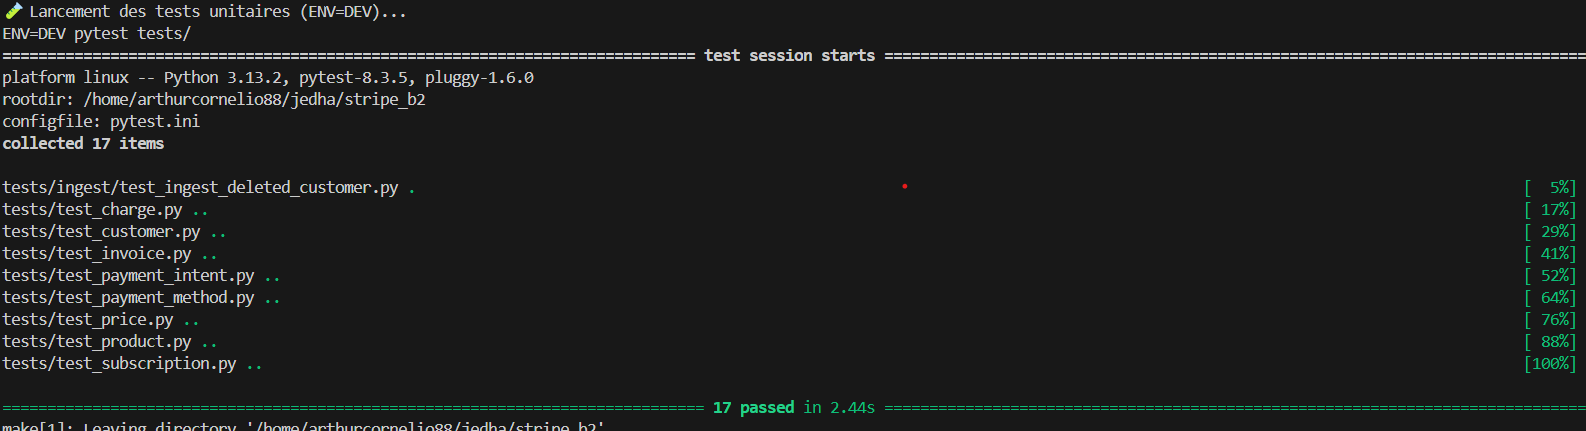 🧪 Lancement des tests unitaires (ENV=DEV)...
ENV=DEV pytest tests/
============================================================================= test session starts ==============================================================================
platform linux -- Python 3.13.2, pytest-8.3.5, pluggy-1.6.0
rootdir: /home/arthurcornelio88/jedha/stripe_b2
configfile: pytest.ini
collected 17 items
tests/ingest/test_ingest_deleted_customer.py . [  5%]
tests/test_charge.py .. [ 17%]
tests/test_customer.py .. [ 29%]
tests/test_invoice.py .. [ 41%]
tests/test_payment_intent.py .. [ 52%]
tests/test_payment_method.py .. [ 64%]
tests/test_price.py .. [ 76%]
tests/test_product.py .. [ 88%]
tests/test_subscription.py .. [100%]
============================================================================== 17 passed in 2.44s ==============================================================================
make[1]: Leaving directory '/home/arthurcornelio88/jedha/stripe_b2'